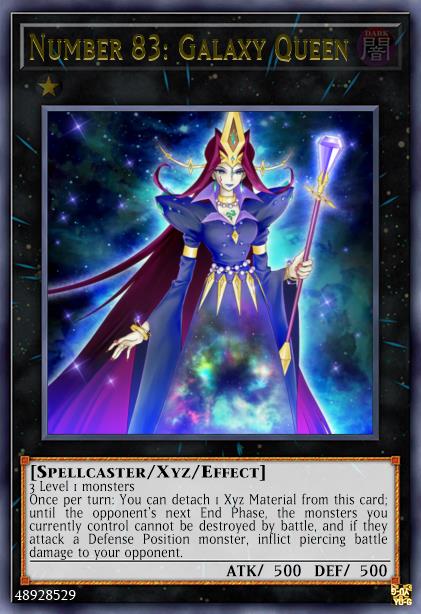 Number 83: Galaxy Queen
DARK
闇
[Spellcaster/Xyz/Effect]
3 Level 1 monsters
Once per turn: You can detach 1 Xyz Material from this card;
until the opponent's next End Phase, the monsters you
currently control cannot be destroyed by battle, and if they
attack a Defense Position monster, inflict piercing battle
damage to your opponent.
ATK/ 500 DEF/ 500
48928529